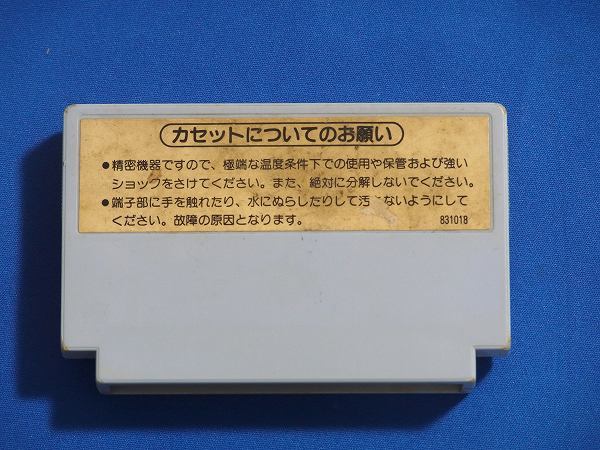 カセットについてのお願い
●精密機器ですので、極端な温度条件下での使用や保管および強い
ショックをさけてください。また、絶対に分解しないでください。
●端子部に手を触れたり、水にぬらしたりして汚さないようにして
ください。故障の原因となります。
831018